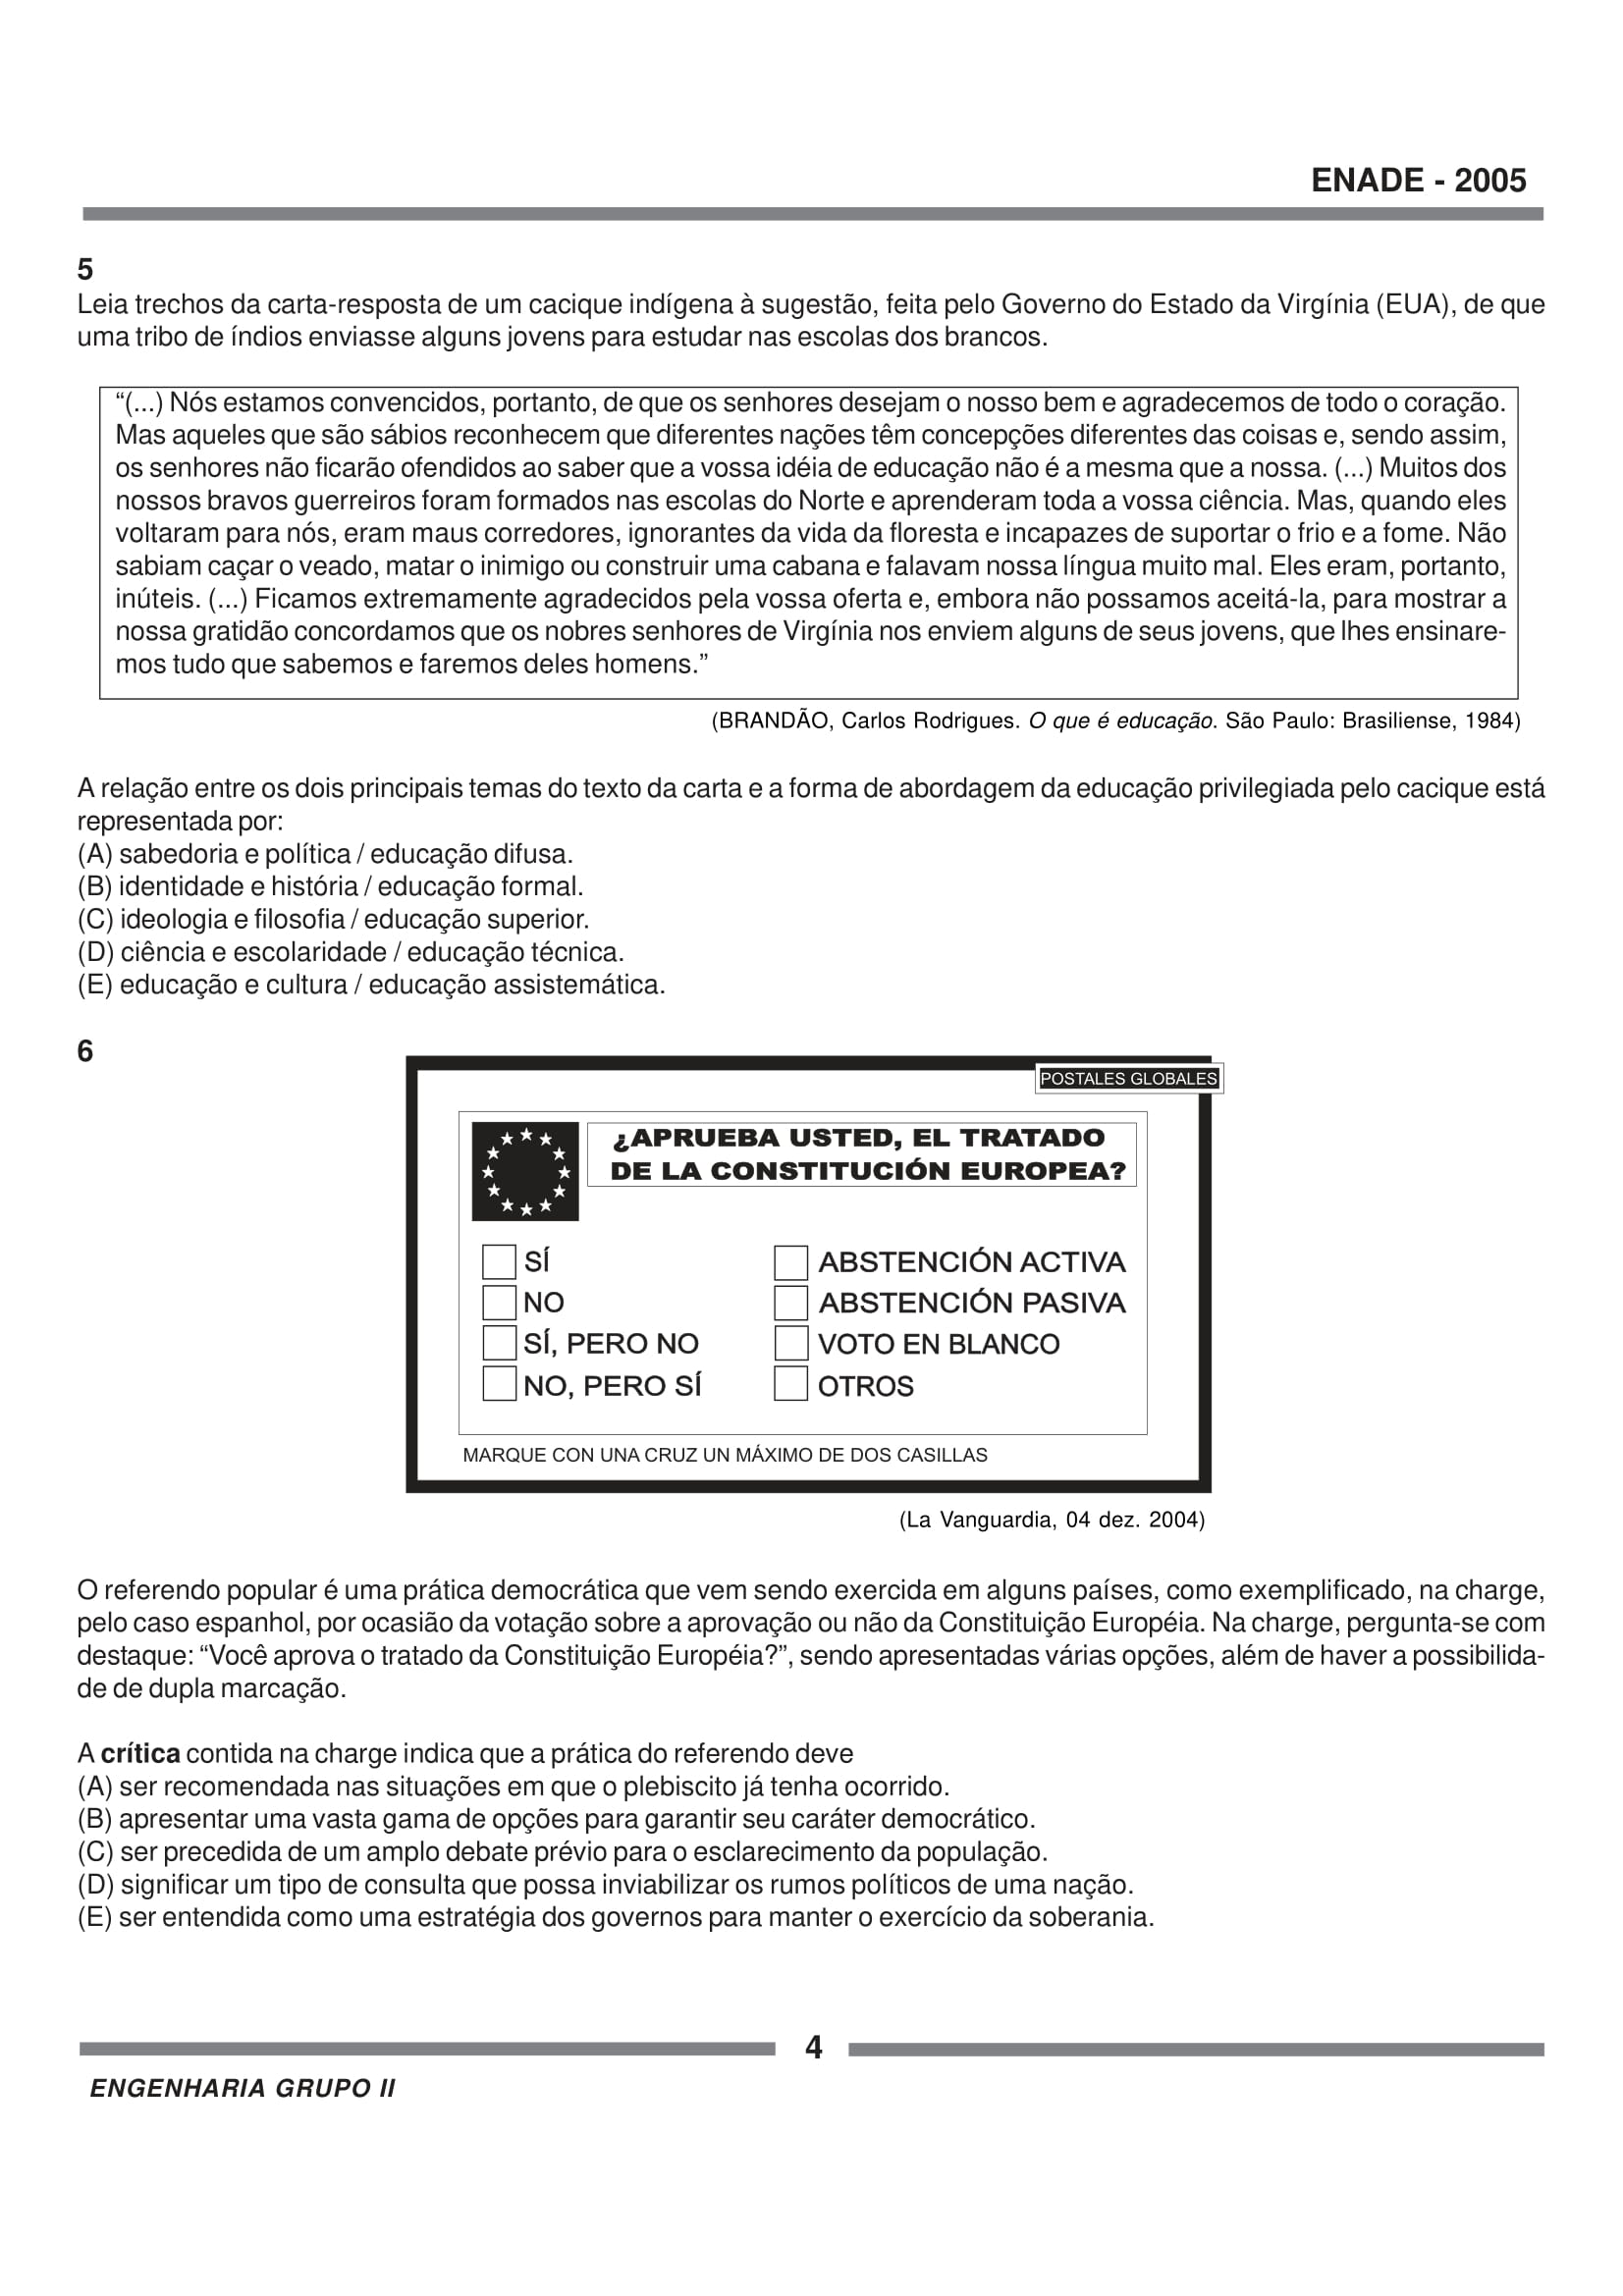 ENADE - 2005
5
Leia trechos da carta-resposta de um cacique indígena à sugestão, feita pelo Governo do Estado da Virgínia (EUA), de que
uma tribo de índios enviasse alguns jovens para estudar nas escolas dos brancos.
“(...) Nós estamos convencidos, portanto, de que os senhores desejam o nosso bem e agradecemos de todo o coração.
Mas aqueles que são sábios reconhecem que diferentes nações têm concepções diferentes das coisas e, sendo assim,
os senhores não ficarão ofendidos ao saber que a vossa idéia de educação não é a mesma que a nossa. (...) Muitos dos
nossos bravos guerreiros foram formados nas escolas do Norte e aprenderam toda a vossa ciência. Mas, quando eles
voltaram para nós, eram maus corredores, ignorantes da vida da floresta e incapazes de suportar o frio e a fome. Não
sabiam caçar o veado, matar o inimigo ou construir uma cabana e falavam nossa língua muito mal. Eles eram, portanto,
inúteis. (...) Ficamos extremamente agradecidos pela vossa oferta e, embora não possamos aceitá-la, para mostrar a
nossa gratidão concordamos que os nobres senhores de Virgínia nos enviem alguns de seus jovens, que lhes ensinare-
mos tudo que sabemos e faremos deles homens.”
(BRANDÃO, Carlos Rodrigues. O que é educação. São Paulo: Brasiliense, 1984)
A relação entre os dois principais temas do texto da carta e a forma de abordagem da educação privilegiada pelo cacique está
representada por:
(A) sabedoria e política / educação difusa.
(B) identidade e história / educação formal.
(C) ideologia e filosofia / educação superior.
(D) ciência e escolaridade / educação técnica.
(E) educação e cultura / educação assistemática.
6
POSTALES GLOBALES
¿APRUEBA USTED, EL TRATADO
DE LA CONSTITUCIÓN EUROPEA?
SÍ
NO
SÍ, PERO NO
NO, PERO SÍ
ABSTENCIÓN ACTIVA
ABSTENCIÓN PASIVA
VOTO EN BLANCO
OTROS
MARQUE CON UNA CRUZ UN MÁXIMO DE DOS CASILLAS
(La Vanguardia, 04 dez. 2004)
O referendo popular é uma prática democrática que vem sendo exercida em alguns países, como exemplificado, na charge,
pelo caso espanhol, por ocasião da votação sobre a aprovação ou não da Constituição Européia. Na charge, pergunta-se com
destaque: “Você aprova o tratado da Constituição Européia?”, sendo apresentadas várias opções, além de haver a possibilida-
de de dupla marcação.
A crítica contida na charge indica que a prática do referendo deve
(A) ser recomendada nas situações em que o plebiscito já tenha ocorrido.
(B) apresentar uma vasta gama de opções para garantir seu caráter democrático.
(C) ser precedida de um amplo debate prévio para o esclarecimento da população.
(D) significar um tipo de consulta que possa inviabilizar os rumos políticos de uma nação.
(E) ser entendida como uma estratégia dos governos para manter o exercício da soberania.
4
ENGENHARIA GRUPO II